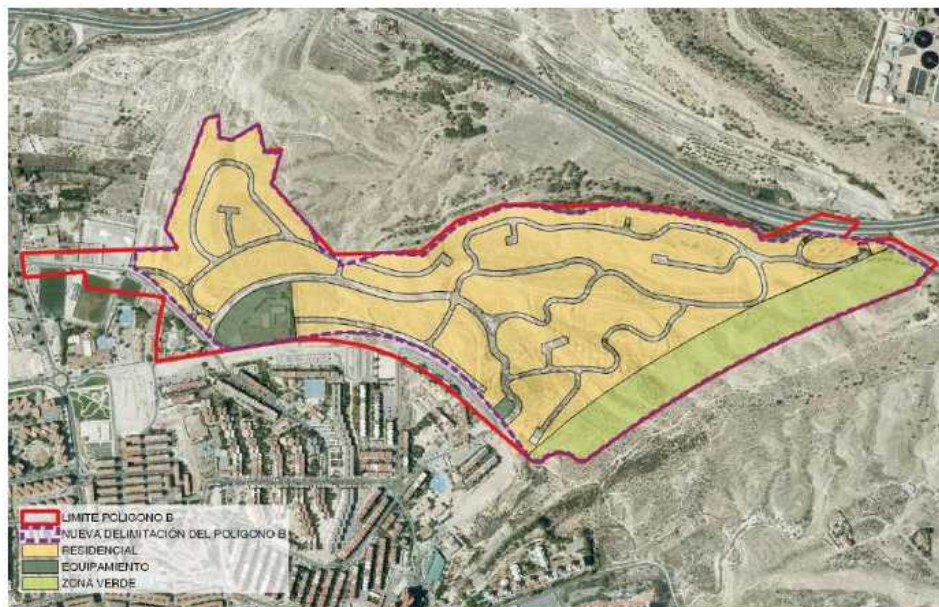 LIMITE POLIGONO B
NUEVA DELIMITACIÓN DEL POLIGONO B
RESIDENCIAL
EQUIPAMIENTO
ZONA VERDE